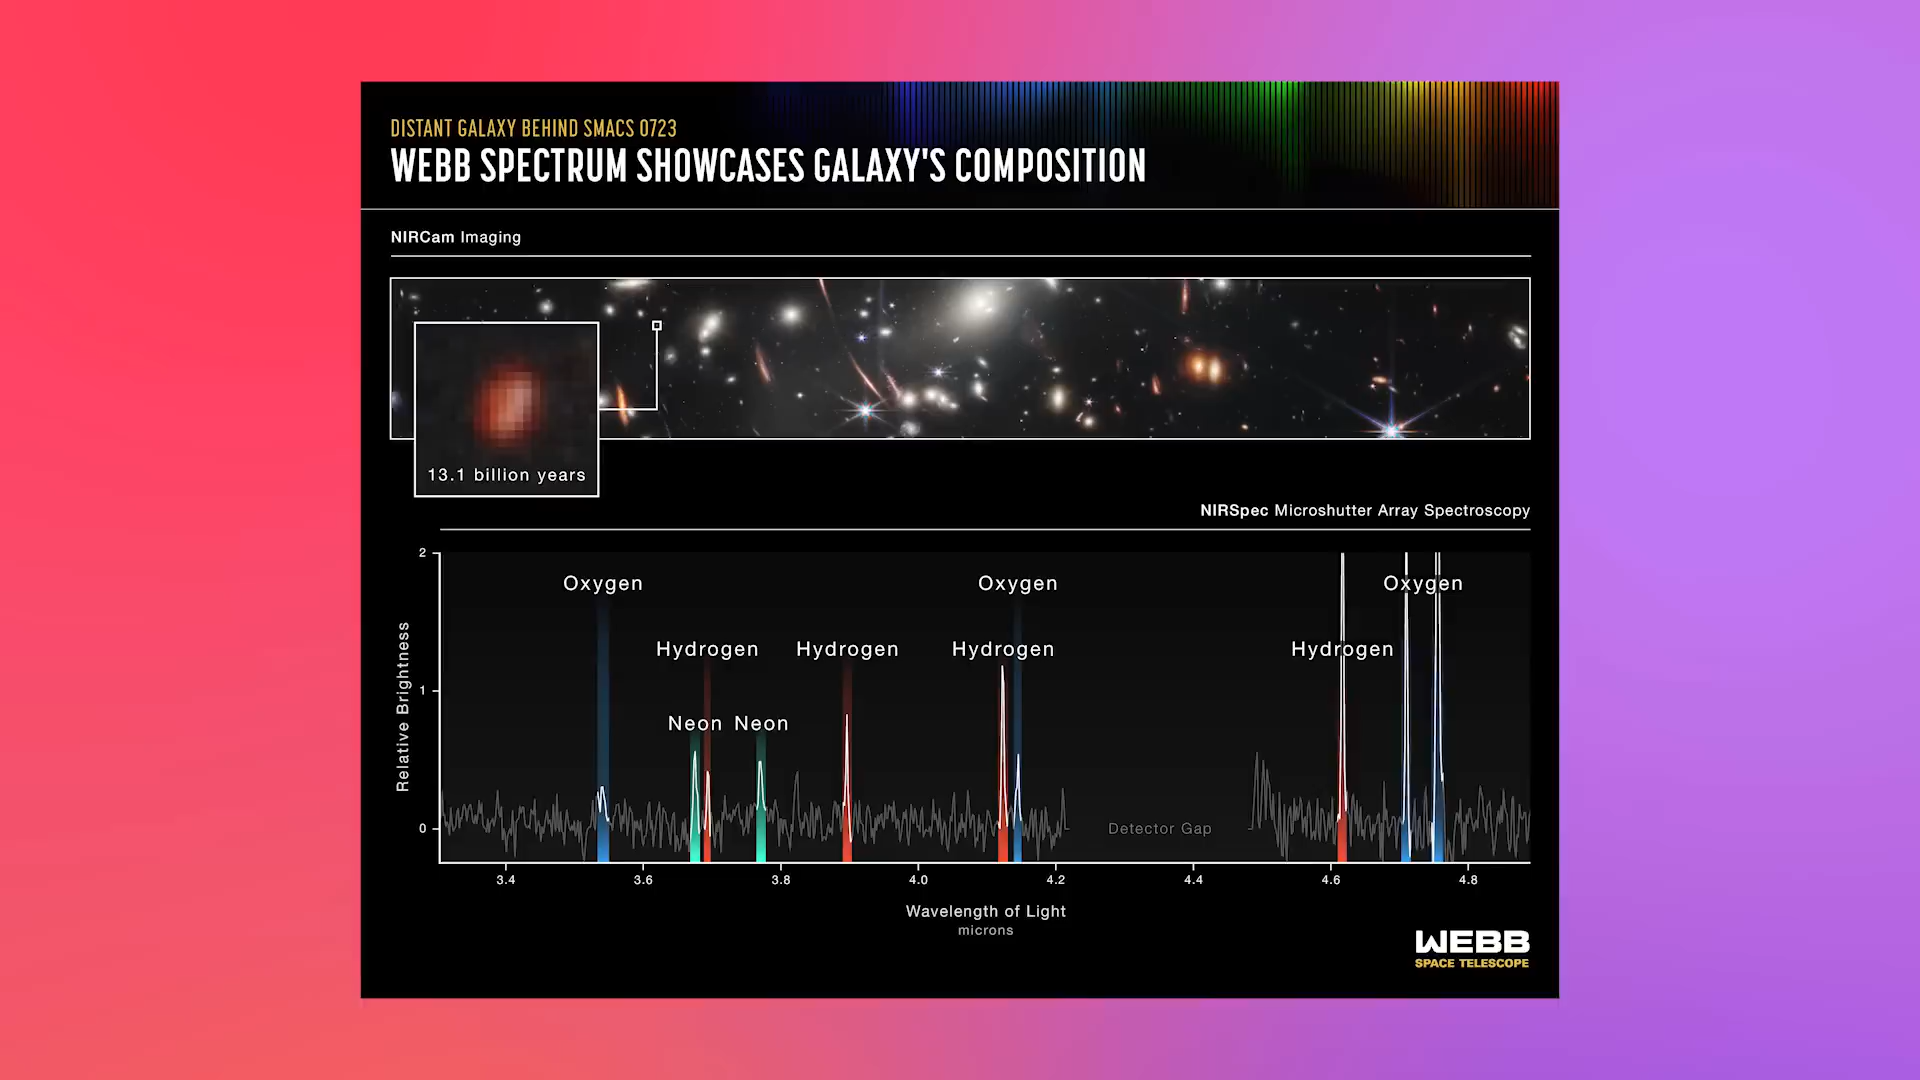 DISTANT GALAXY BEHIND SMACS 0723
WEBB SPECTRUM SHOWCASES GALAXY'S COMPOSITION
NIRCam Imaging
13.1 billion years
NIRSpec Microshutter Array Spectroscopy
2
Oxygen
Oxygen
Oxygen
Hydrogen
Hydrogen
Hydrogen
Hydrogen
1
Neon
Neon
Relative Brightness
0
Detector Gap
3.4
3.6
3.8
4.0
4.2
4.4
4.6
4.8
Wavelength of Light
microns
WEBB
SPACE TELESCOPE